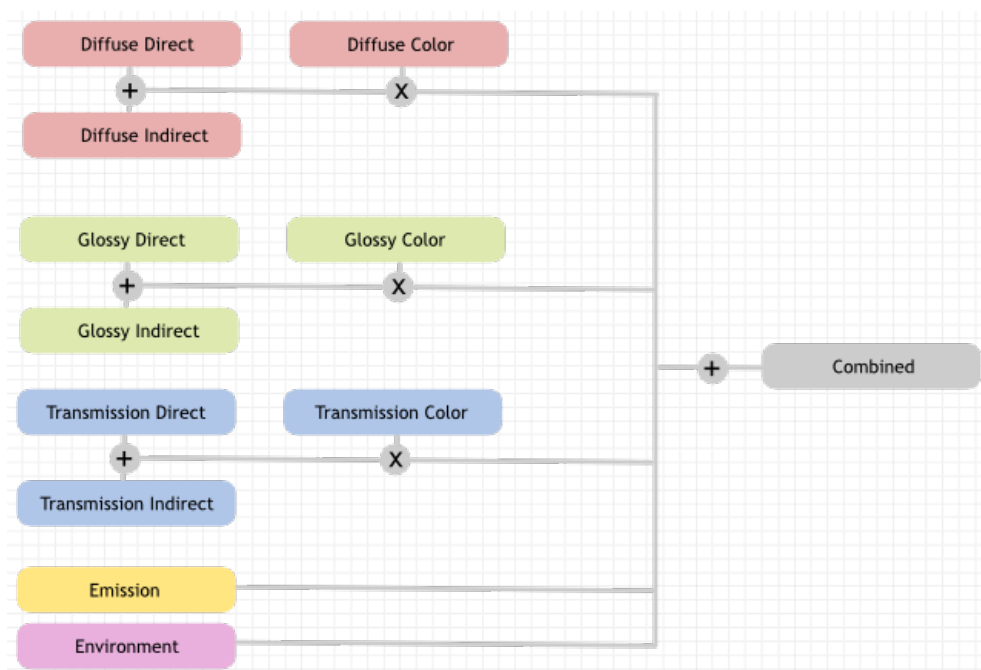 Diffuse Direct
Diffuse Color
+
X
Diffuse Indirect
Glossy Direct
Glossy Color
+
X
Glossy Indirect
+
Combined
Transmission Direct
Transmission Color
+
X
Transmission Indirect
Emission
Environment